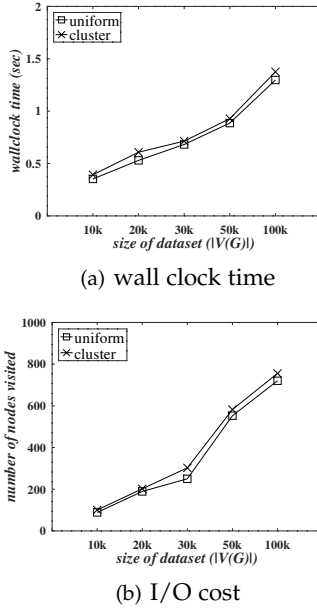 2
uniform
cluster
1.5
1
0.5
0
wallclock time (sec)
10k 20k 30k 50k 100k
size of dataset (|V(G)|)
(a) wall clock time
1000
uniform
cluster
800
600
400
200
0
number of nodes visited
10k 20k 30k 50k 100k
size of dataset (|V(G)|)
(b) I/O cost